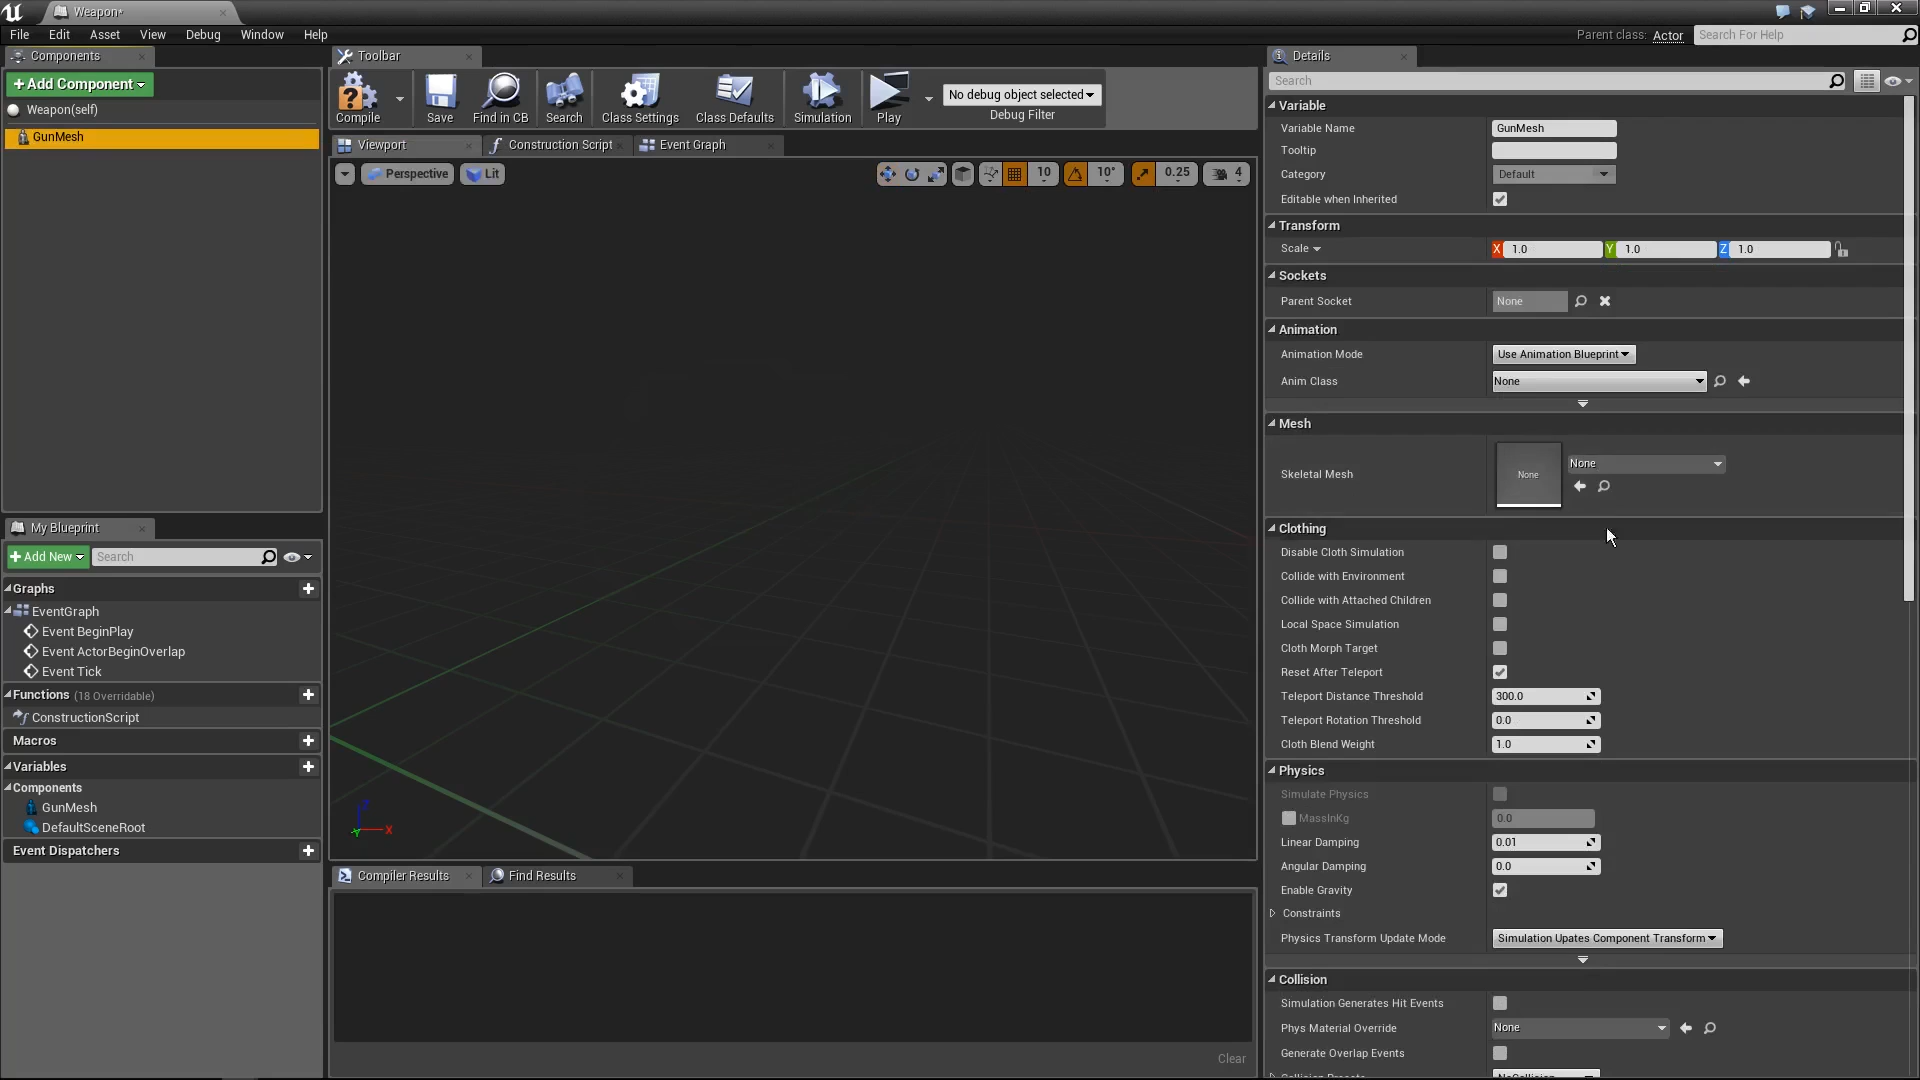 Weapon*
File Edit Asset View Debug Window Help
Parent class: Actor Search For Help
Components
+ Add Component
Weapon(self)
GunMesh
Toolbar
Compile Save Find in CB Search Class Settings Class Defaults Simulation Play
No debug object selected
Debug Filter
Viewport Construction Script Event Graph
Perspective Lit 10 10° 0.25 4
Z X Y
My Blueprint
+ Add New Search
Graphs
EventGraph
Event BeginPlay
Event ActorBeginOverlap
Event Tick
Functions (18 Overridable)
ConstructionScript
Macros
Variables
Components
GunMesh
DefaultSceneRoot
Event Dispatchers
Compiler Results Find Results
Clear
Details
Search
Variable
Variable Name GunMesh
Tooltip
Category Default
Editable when Inherited
Transform
Scale X 1.0 Y 1.0 Z 1.0
Sockets
Parent Socket None
Animation
Animation Mode Use Animation Blueprint
Anim Class None
Mesh
Skeletal Mesh None None
Clothing
Disable Cloth Simulation
Collide with Environment
Collide with Attached Children
Local Space Simulation
Cloth Morph Target
Reset After Teleport
Teleport Distance Threshold 300.0
Teleport Rotation Threshold 0.0
Cloth Blend Weight 1.0
Physics
Simulate Physics
MassInKg 0.0
Linear Damping 0.01
Angular Damping 0.0
Enable Gravity
Constraints
Physics Transform Update Mode Simulation Upates Component Transform
Collision
Simulation Generates Hit Events
Phys Material Override None
Generate Overlap Events
Collision Presets NoCollision